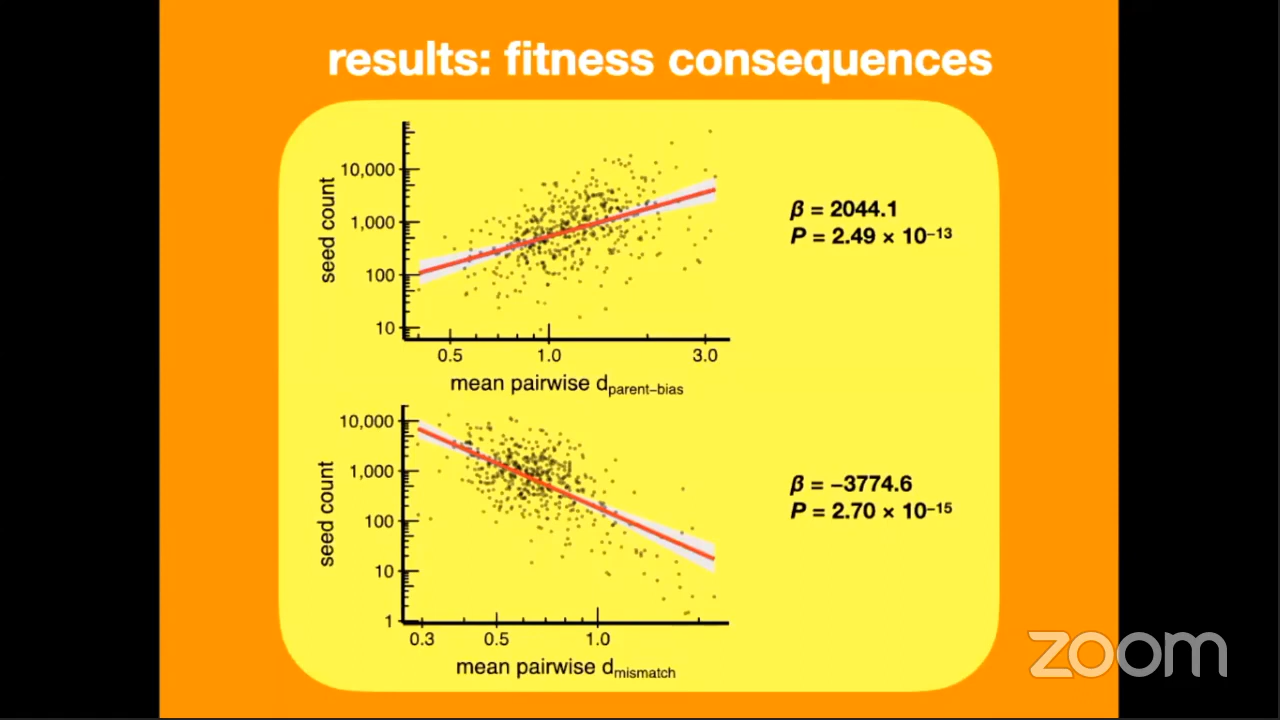 results: fitness consequences
10,000
1,000
100
10
seed count
0.5 1.0 3.0
mean pairwise dparent–bias
β = 2044.1
P = 2.49 × 10–13
10,000
1,000
100
10
1
seed count
0.3 0.5 1.0
mean pairwise dmismatch
β = –3774.6
P = 2.70 × 10–15
zoom